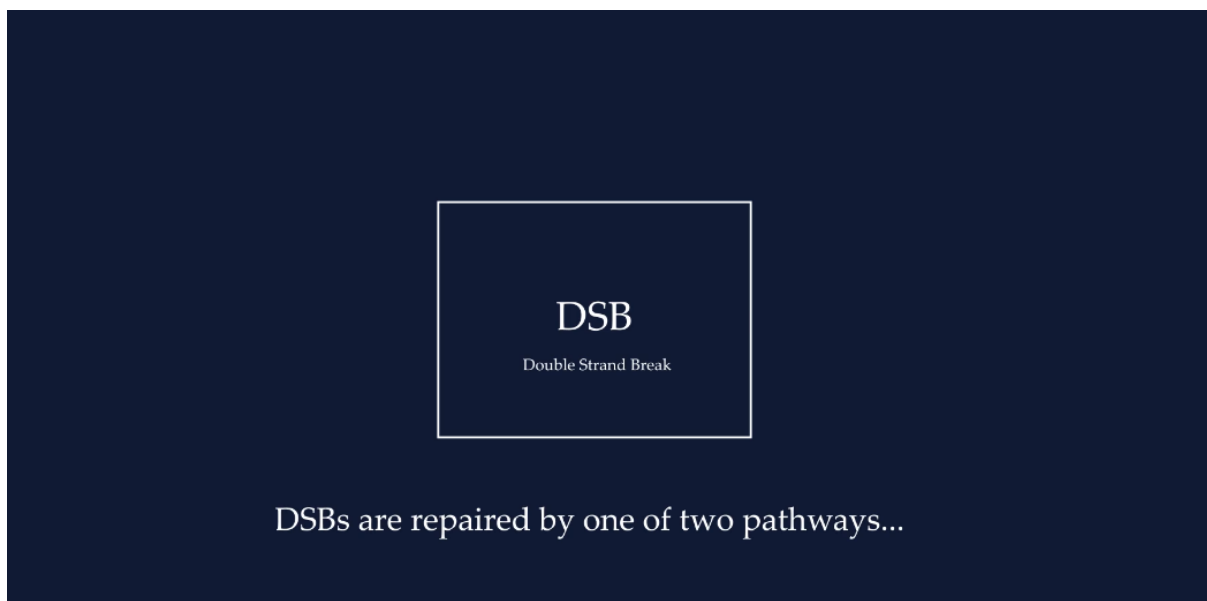 DSB
Double Strand Break
DSBs are repaired by one of two pathways...